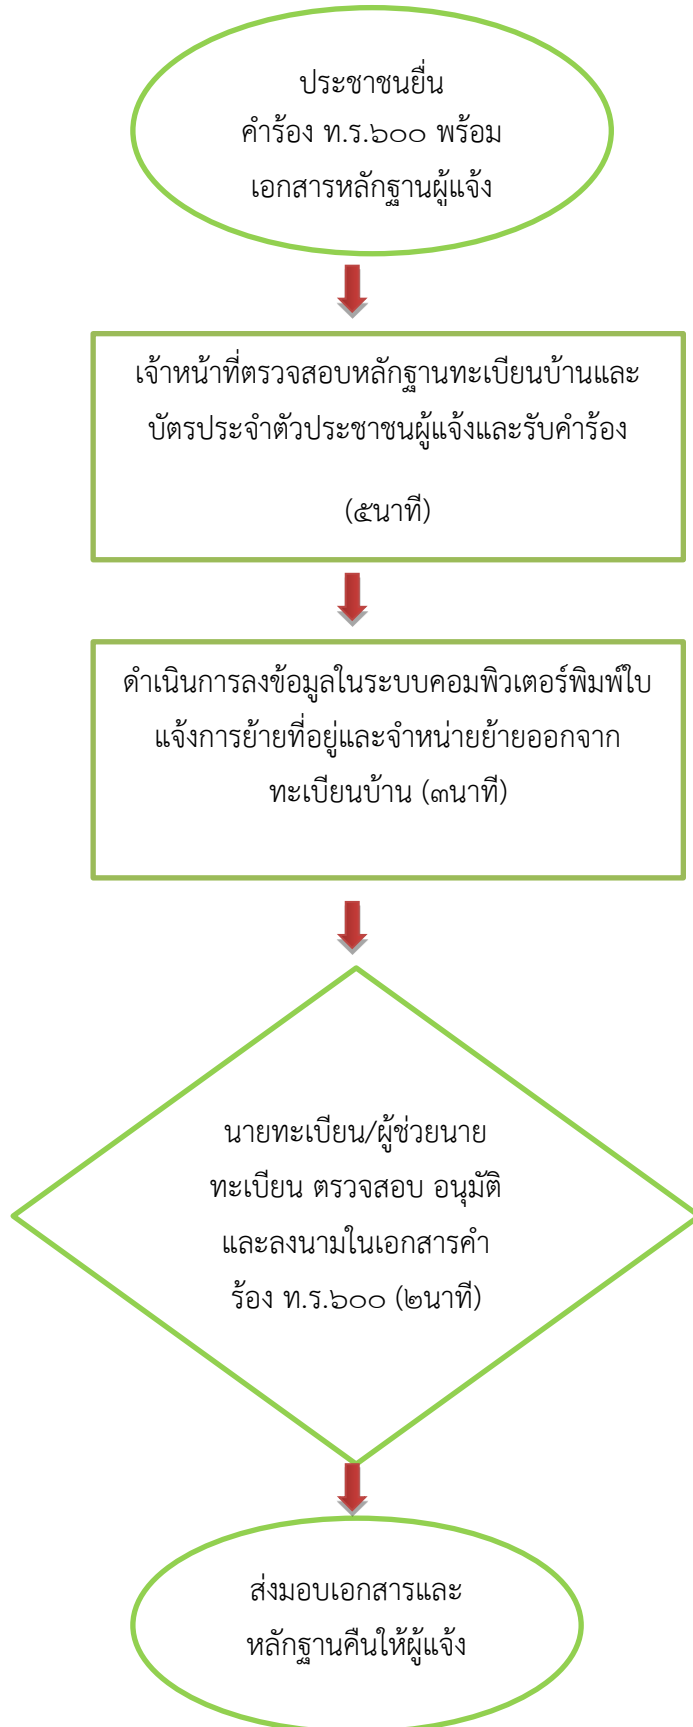 ประชาชนยื่น
คำร้อง ท.ร.๖๐๐ พร้อม
เอกสารหลักฐานผู้แจ้ง
เจ้าหน้าที่ตรวจสอบหลักฐานทะเบียนบ้านและ
บัตรประจำตัวประชาชนผู้แจ้งและรับคำร้อง
(๕นาที)
ดำเนินการลงข้อมูลในระบบคอมพิวเตอร์พิมพ์ใบ
แจ้งการย้ายที่อยู่และจำหน่ายย้ายออกจาก
ทะเบียนบ้าน (๓นาที)
นายทะเบียน/ผู้ช่วยนาย
ทะเบียน ตรวจสอบ อนุมัติ
และลงนามในเอกสารคำ
ร้อง ท.ร.๖๐๐ (๒นาที)
ส่งมอบเอกสารและ
หลักฐานคืนให้ผู้แจ้ง